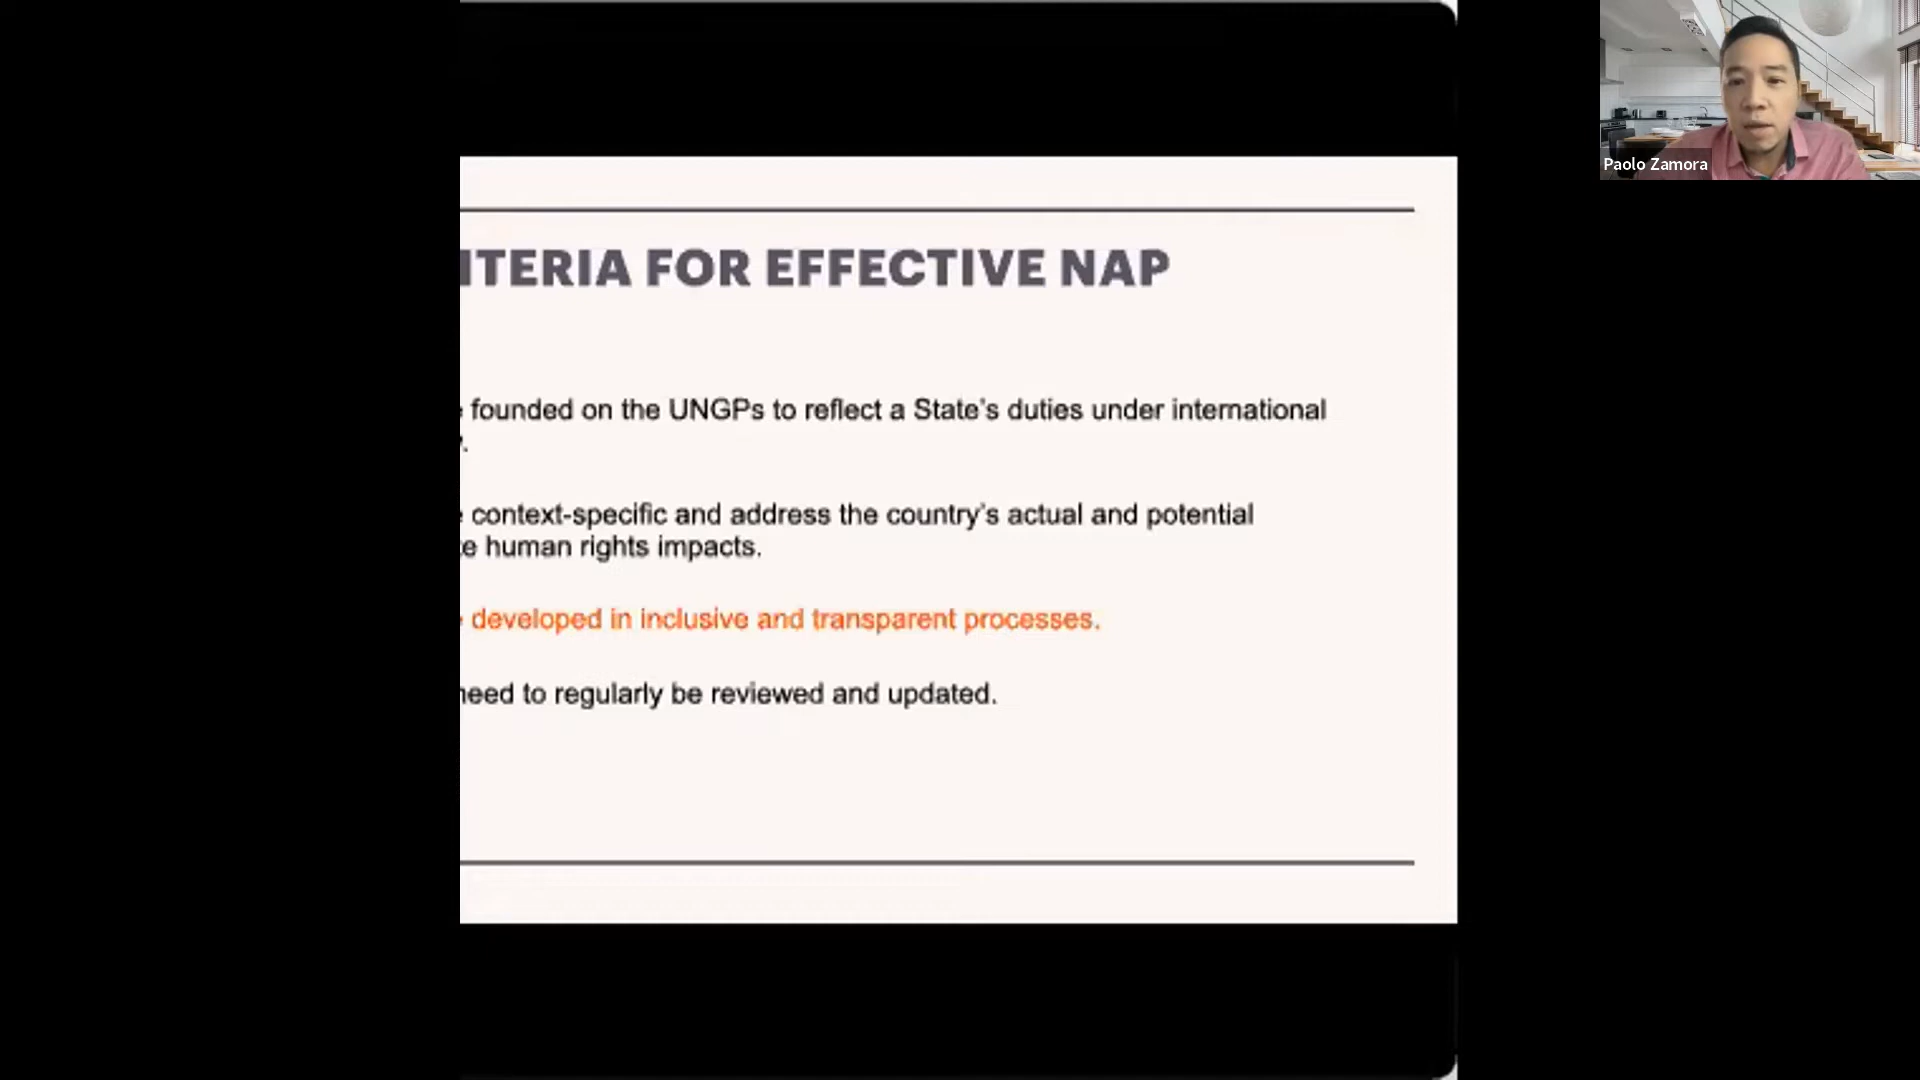 ITERIA FOR EFFECTIVE NAP
founded on the UNGPs to reflect a State's duties under international
context-specific and address the country's actual and potential
e human rights impacts.
developed in inclusive and transparent processes.
need to regularly be reviewed and updated.
Paolo Zamora